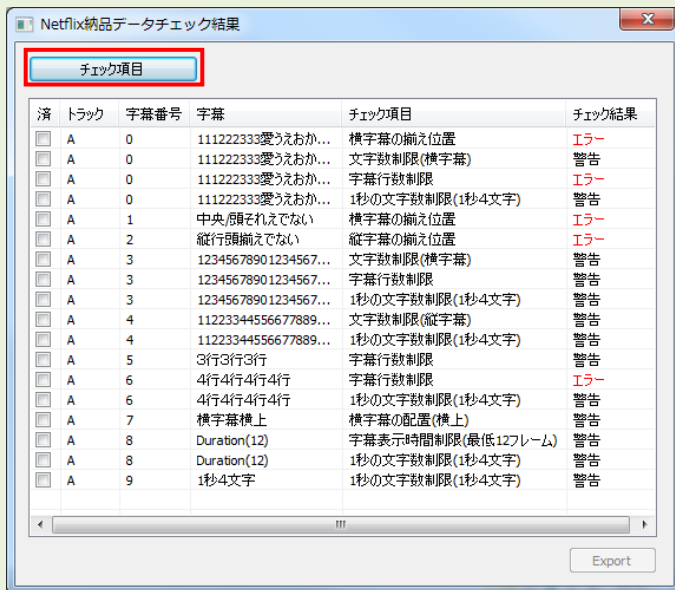 Netflix納品データチェック結果
チェック項目
済 トラック 字幕番号 字幕 チェック項目 チェック結果
A 0 111222333愛うえおか... 横字幕の揃え位置 エラー
A 0 111222333愛うえおか... 文字数制限(横字幕) 警告
A 0 111222333愛うえおか... 字幕行数制限 エラー
A 0 111222333愛うえおか... 1秒の文字数制限(1秒4文字) 警告
A 1 中央/頭それえでない 横字幕の揃え位置 エラー
A 2 縦行頭揃えでない 縦字幕の揃え位置 エラー
A 3 12345678901234567... 文字数制限(横字幕) 警告
A 3 12345678901234567... 字幕行数制限 警告
A 3 12345678901234567... 1秒の文字数制限(1秒4文字) 警告
A 4 11223344556677889... 文字数制限(縦字幕) 警告
A 4 11223344556677889... 1秒の文字数制限(1秒4文字) 警告
A 5 3行3行3行 字幕行数制限 警告
A 6 4行4行4行4行 字幕行数制限 エラー
A 6 4行4行4行4行 1秒の文字数制限(1秒4文字) 警告
A 7 横字幕横上 横字幕の配置(横上) 警告
A 8 Duration(12) 字幕表示時間制限(最低12フレーム) 警告
A 8 Duration(12) 1秒の文字数制限(1秒4文字) 警告
A 9 1秒4文字 1秒の文字数制限(1秒4文字) 警告
Export